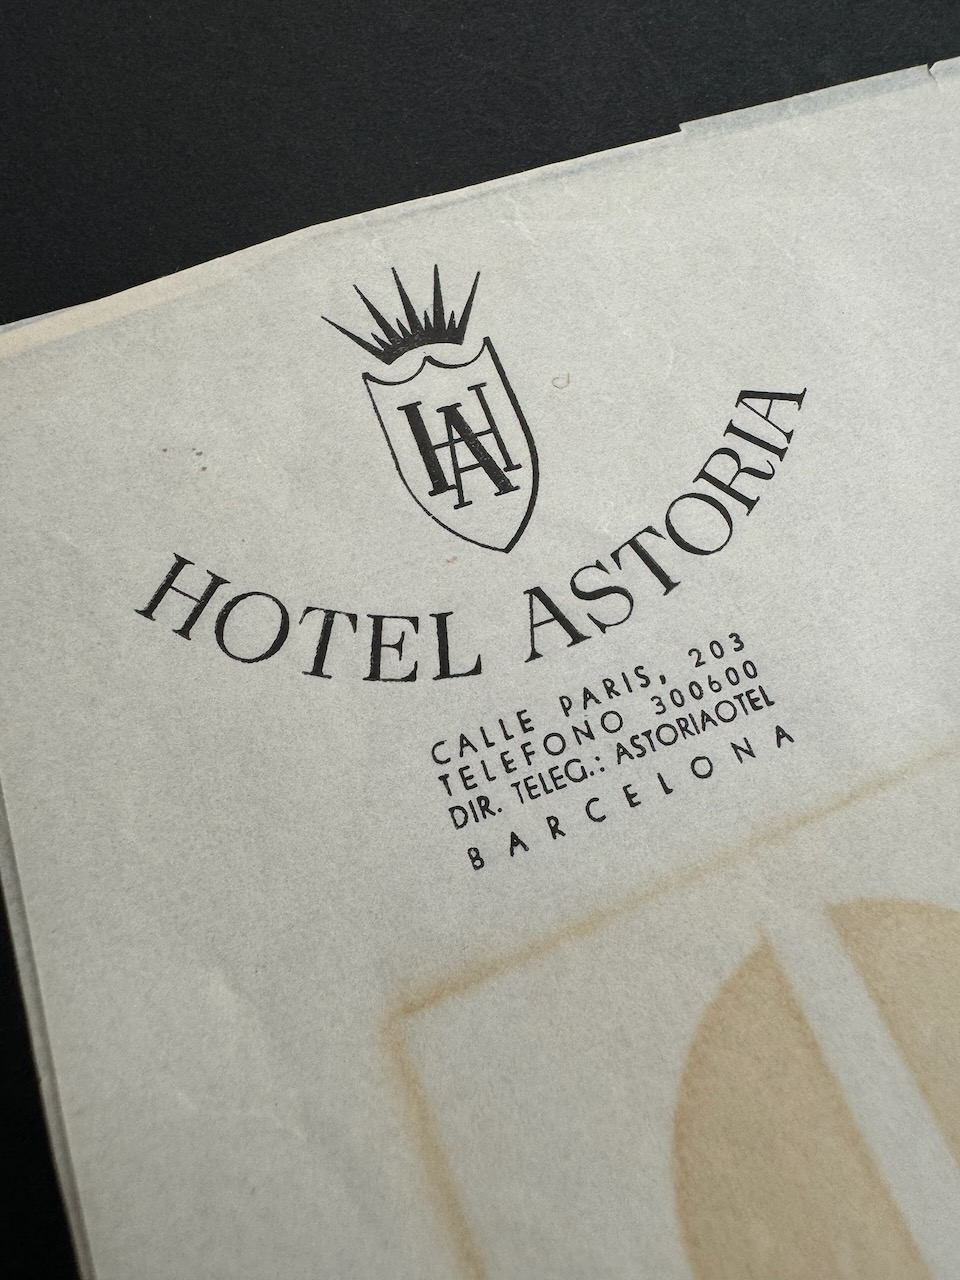 HA
HOTEL ASTORIA
CALLE PARIS, 203
TELEFONO 300600
DIR. TELEG.: ASTORIAOTEL
BARCELONA